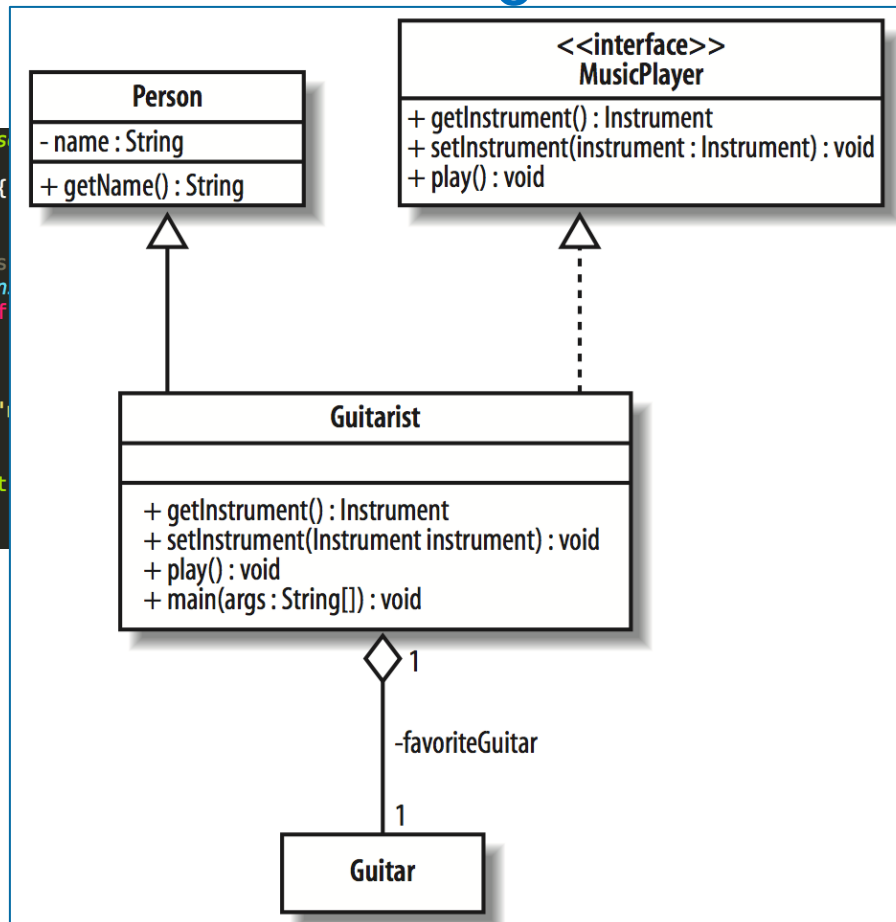 <<interface>>
MusicPlayer
+ getInstrument() : Instrument
+ setInstrument(instrument : Instrument) : void
+ play() : void
Person
- name : String
+ getName() : String
Guitarist
+ getInstrument() : Instrument
+ setInstrument(Instrument instrument) : void
+ play() : void
+ main(args : String[]) : void
1
-favoriteGuitar
1
Guitar